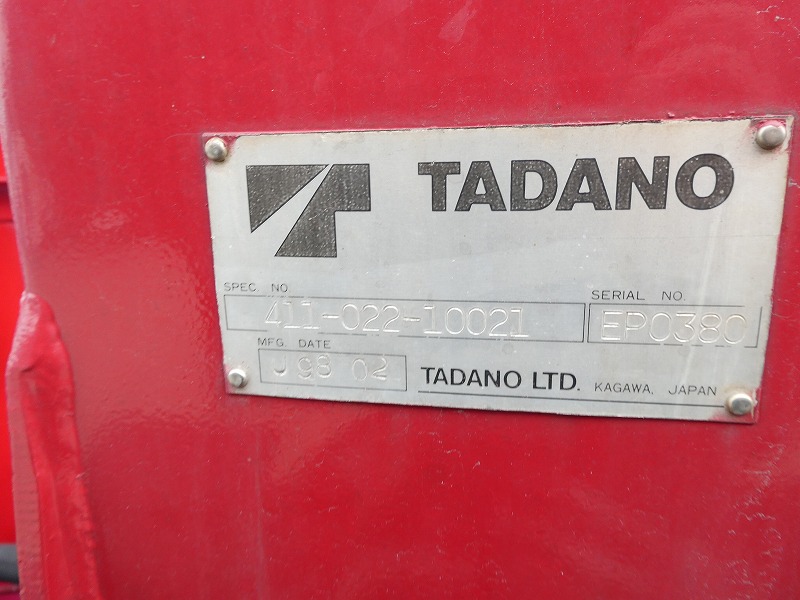 TADANO
SPEC. NO
411-022-10021
SERIAL NO.
EP0380
MFG. DATE
J 98 02
TADANO LTD. KAGAWA, JAPAN